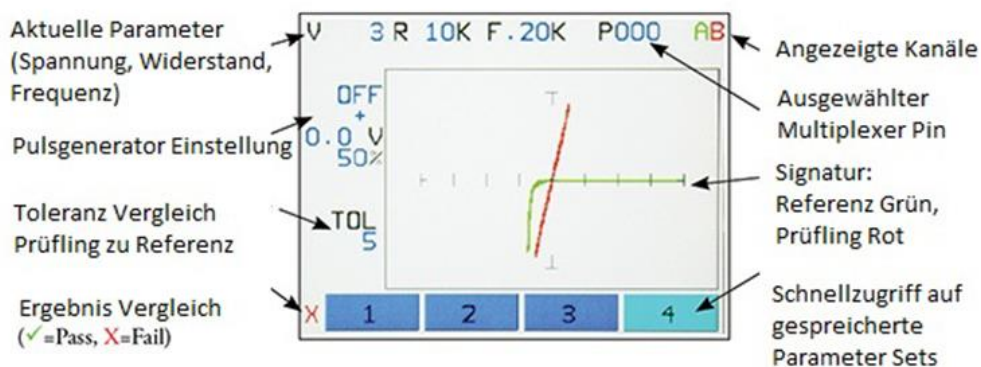 Aktuelle Parameter
(Spannung, Widerstand,
Frequenz)
Pulsgenerator Einstellung
Toleranz Vergleich
Prüfling zu Referenz
Ergebnis Vergleich
(✓=Pass, X=Fail)
V 3 R 10K F.20K P000 AB
OFF
+
0.0 V
50%
TOL
5
X 1 2 3 4
Angezeigte Kanäle
Ausgewählter
Multiplexer Pin
Signatur:
Referenz Grün,
Prüfling Rot
Schnellzugriff auf
gespreicherte
Parameter Sets